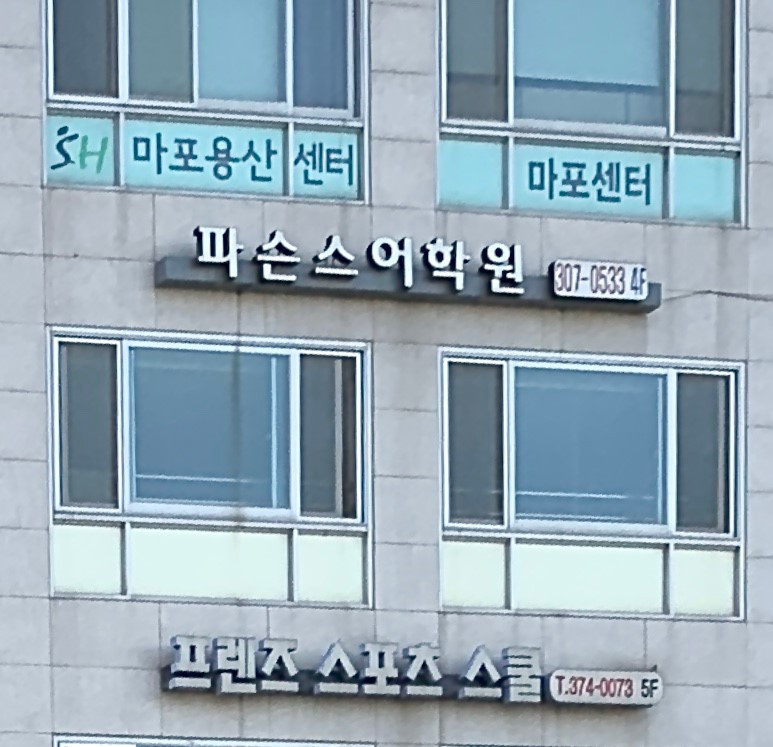 SH 마포용산 센터
마포센터
파슨스어학원 307-0533 4F
프렌즈 스포츠 스쿨 T.374-0073 5F